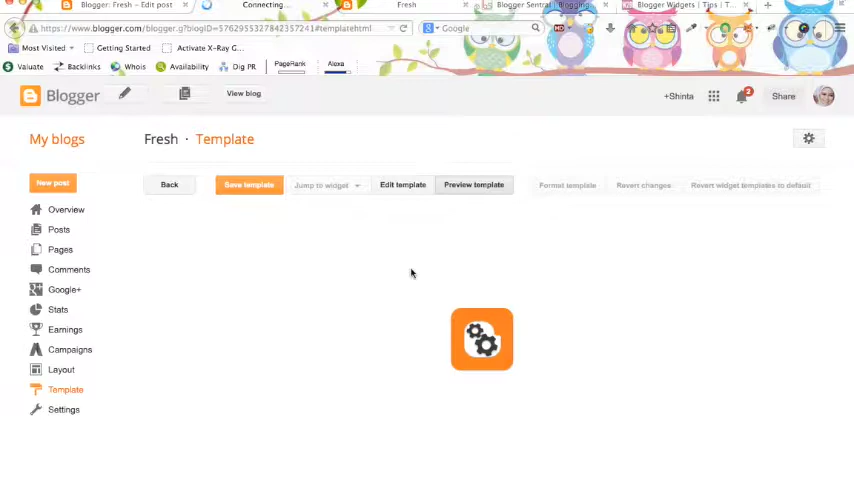 Blogger: Fresh - Edit post
Connecting...
Fresh
Blogger Sentral | Blogging...
Blogger Widgets | Tips | T...
https://www.blogger.com/blogger.g?blogID=5762955327842357241#templatehtml
Google
Most Visited
Getting Started
Activate X-Ray G...
Valuate
Backlinks
Whois
Availability
Dig PR
PageRank
Alexa
Blogger
View blog
+Shinta
2
Share
My blogs
Fresh · Template
New post
Back
Save template
Jump to widget
Edit template
Preview template
Format template
Revert changes
Revert widget templates to default
Overview
Posts
Pages
Comments
Google+
Stats
Earnings
Campaigns
Layout
Template
Settings